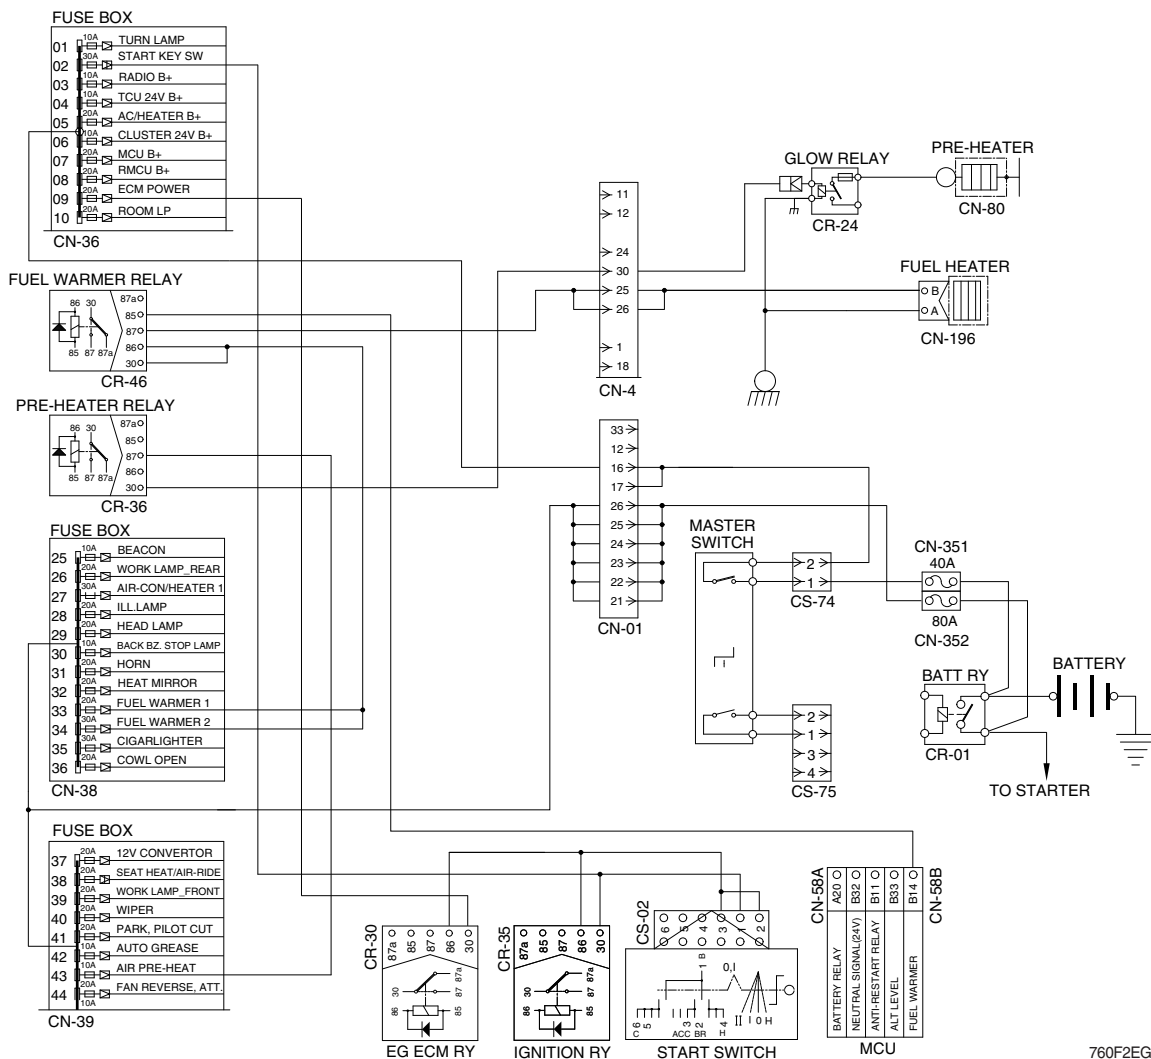 FUSE BOX
01 10A TURN LAMP
02 30A START KEY SW
03 10A RADIO B+
04 10A TCU 24V B+
05 20A AC/HEATER B+
06 10A CLUSTER 24V B+
07 20A MCU B+
08 20A RMCU B+
09 20A ECM POWER
10 20A ROOM LP
CN-36
FUEL WARMER RELAY
86 30
85 87 87a
87a
85
87
86
30
CR-46
PRE-HEATER RELAY
86 30
85 87 87a
87a
85
87
86
30
CR-36
FUSE BOX
25 10A BEACON
26 20A WORK LAMP_REAR
27 30A AIR-CON/HEATER 1
28 20A ILL.LAMP
29 20A HEAD LAMP
30 10A BACK BZ. STOP LAMP
31 20A HORN
32 20A HEAT MIRROR
33 20A FUEL WARMER 1
34 30A FUEL WARMER 2
35 30A CIGARLIGHTER
36 20A COWL OPEN
CN-38
FUSE BOX
37 20A 12V CONVERTOR
38 20A SEAT HEAT/AIR-RIDE
39 20A WORK LAMP_FRONT
40 20A WIPER
41 20A PARK, PILOT CUT
42 10A AUTO GREASE
43 10A AIR PRE-HEAT
44 20A FAN REVERSE, ATT.
10A
CN-39
11
12
24
30
25
26
1
18
CN-4
GLOW RELAY
CR-24
PRE-HEATER
CN-80
FUEL HEATER
B
A
CN-196
33
12
16
17
26
25
24
23
22
21
CN-01
MASTER
SWITCH
2
1
CS-74
2
1
3
4
CS-75
CN-351
40A
80A
CN-352
BATT RY
CR-01
BATTERY
TO STARTER
CR-30
87a 85 87 86 30
30 87a
87
86 85
EG ECM RY
CR-35
87a 85 87 86 30
30 87a
87
86 85
IGNITION RY
CS-02
6 5 4 3 1 2
1 B
0,I
6 5 3 2 4
C ACC BR H
II I 0 H
START SWITCH
CN-58A
CN-58B
A20 BATTERY RELAY
B32 NEUTRAL SIGNAL(24V)
B11 ANTI-RESTART RELAY
B33 ALT LEVEL
B14 FUEL WARMER
MCU
760F2EG